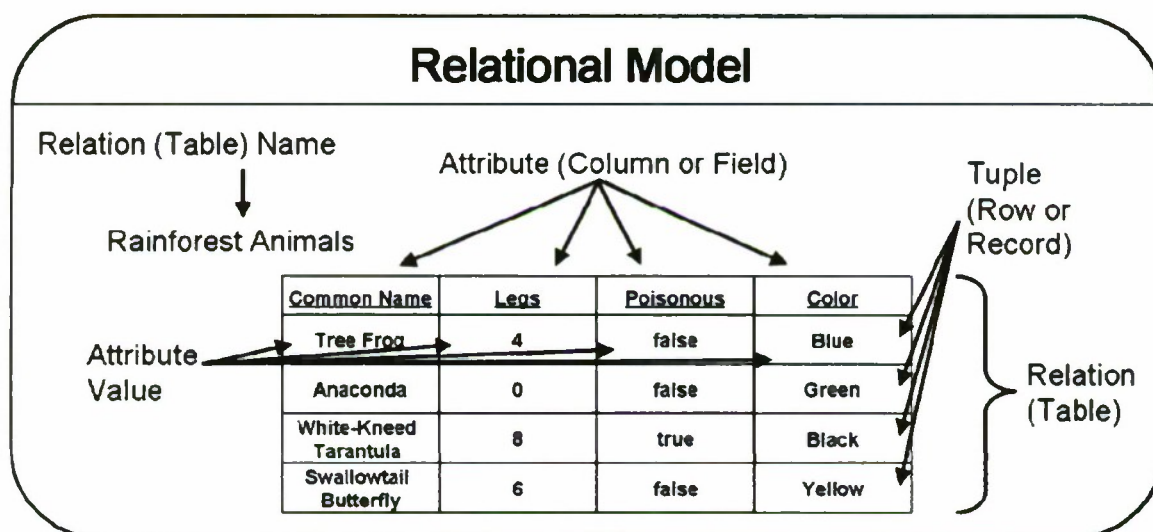 Relational Model
Relation (Table) Name
Rainforest Animals
Attribute (Column or Field)
Tuple
(Row or
Record)
Common Name Legs Poisonous Color
Tree Frog 4 false Blue
Anaconda 0 false Green
White-Kneed
Tarantula 8 true Black
Swallowtail
Butterfly 6 false Yellow
Attribute
Value
Relation
(Table)